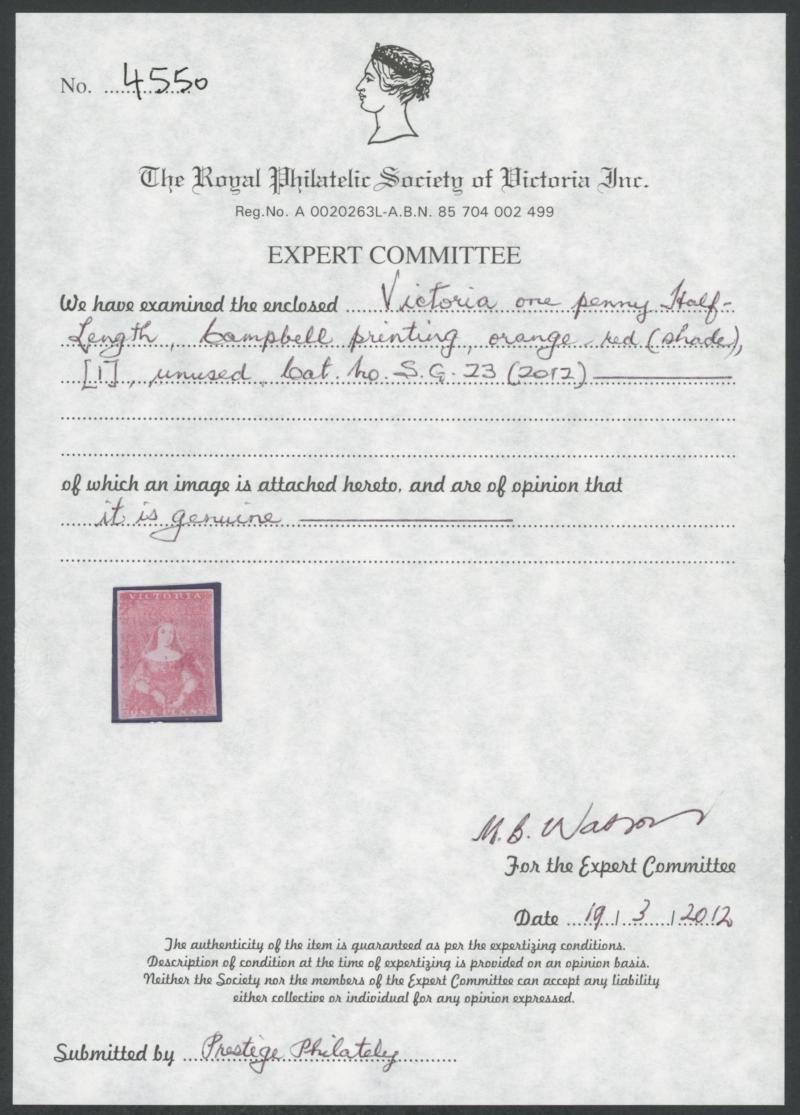 No. 4550
The Royal Philatelic Society of Victoria Inc.
Reg.No. A 0020263L-A.B.N. 85 704 002 499
EXPERT COMMITTEE
We have examined the enclosed Victoria one penny Half-
Length, Campbell printing, orange-red (shade),
[1], unused, Cat. no. S.G. 23 (2012)
of which an image is attached hereto, and are of opinion that
it is genuine
VICTORIA
ONE PENNY
M. B. Watson
For the Expert Committee
Date 19 / 3 / 2012
The authenticity of the item is guaranteed as per the expertizing conditions.
Description of condition at the time of expertizing is provided on an opinion basis.
Neither the Society nor the members of the Expert Committee can accept any liability
either collective or individual for any opinion expressed.
Submitted by Prestige Philately